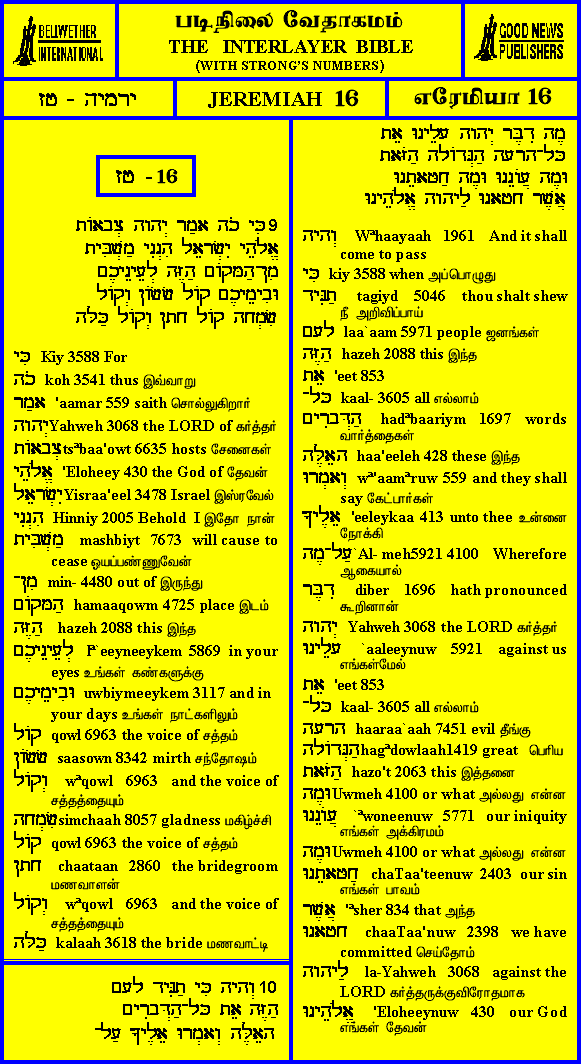 BELLWETHER
INTERNATIONAL
படிநிலை வேதாகமம்
THE INTERLAYER BIBLE
(WITH STRONG'S NUMBERS)
GOOD NEWS
PUBLISHERS
ירמיה - טז
JEREMIAH 16
எரேமியா 16
16- טז
9 כִּי כֹה אָמַר יְהוָה צְבָאוֹת
אֱלֹהֵי יִשְׂרָאֵל הִנְנִי מַשְׁבִּית
מִן־הַמָּקוֹם הַזֶּה לְעֵינֵיכֶם
וּבִימֵיכֶם קוֹל שָׂשׂוֹן וְקוֹל
שִׂמְחָה קוֹל חָתָן וְקוֹל כַּלָּה
כִּי Kiy 3588 For
כֹה koh 3541 thus இவ்வாறு
אָמַר 'aamar 559 saith சொல்லுகிறார்
יְהוָה Yahweh 3068 the LORD of கர்த்தர்
צְבָאוֹת tsªbaa'owt 6635 hosts சேனைகள்
אֱלֹהֵי 'Eloheey 430 the God of தேவன்
יִשְׂרָאֵל Yisraa'eel 3478 Israel இஸ்ரவேல்
הִנְנִי Hinniy 2005 Behold I இதோ நான்
מַשְׁבִּית mashbiyt 7673 will cause to
cease ஒயப்பண்ணுவேன்
מִן־ min- 4480 out of இருந்து
הַמָּקוֹם hamaaqowm 4725 place இடம்
הַזֶּה hazeh 2088 this இந்த
לְעֵינֵיכֶם lª`eeyneeykem 5869 in your
eyes உங்கள் கண்களுக்கு
וּבִימֵיכֶם uwbiymeeykem 3117 and in
your days உங்கள் நாட்களிலும்
קוֹל qowl 6963 the voice of சத்தம்
שָׂשׂוֹן saasown 8342 mirth சந்தோஷம்
וְקוֹל wªqowl 6963 and the voice of
சத்தத்தையும்
שִׂמְחָה simchaah 8057 gladness மகிழ்ச்சி
קוֹל qowl 6963 the voice of சத்தம்
חָתָן chaataan 2860 the bridegroom
மணவாளன்
וְקוֹל wªqowl 6963 and the voice of
சத்தத்தையும்
כַּלָּה kalaah 3618 the bride மணவாட்டி
10 וְהָיָה כִּי תַגִּיד לָעָם
הַזֶּה אֵת כָּל־הַדְּבָרִים
הָאֵלֶּה וְאָמְרוּ אֵלֶיךָ עַל־
מֶה דִבֶּר יְהוָה עָלֵינוּ אֵת
כָּל־הָרָעָה הַגְּדוֹלָה הַזֹּאת
וּמֶה עֲוֹנֵנוּ וּמֶה חַטָּאתֵנוּ
אֲשֶׁר חָטָאנוּ לַיהוָה אֱלֹהֵינוּ
וְהָיָה Wªhaayaah 1961 And it shall
come to pass
כִּי kiy 3588 when அப்பொழுது
תַגִּיד tagiyd 5046 thou shalt shew
நீ அறிவிப்பாய்
לָעָם laa`aam 5971 people ஜனங்கள்
הַזֶּה hazeh 2088 this இந்த
אֵת 'eet 853
כָּל־ kaal- 3605 all எல்லாம்
הַדְּבָרִים hadªbaariym 1697 words
வார்த்தைகள்
הָאֵלֶּה haa'eeleh 428 these இந்த
וְאָמְרוּ wª'aamªruw 559 and they shall
say கேட்பார்கள்
אֵלֶיךָ 'eeleykaa 413 unto thee உன்னை
நோக்கி
עַל־מֶה `Al- meh5921 4100 Wherefore
ஆகையால்
דִבֶּר diber 1696 hath pronounced
கூறினான்
יְהוָה Yahweh 3068 the LORD கர்த்தர்
עָלֵינוּ `aaleeynuw 5921 against us
எங்கள்மேல்
אֵת 'eet 853
כָּל־ kaal- 3605 all எல்லாம்
הָרָעָה haaraa`aah 7451 evil தீங்கு
הַגְּדוֹלָה hagªdowlaah1419 great பெரிய
הַזֹּאת hazo't 2063 this இத்தனை
וּמֶה Uwmeh 4100 or what அல்லது என்ன
עֲוֹנֵנוּ `ªwoneenuw 5771 our iniquity
எங்கள் அக்கிரமம்
וּמֶה Uwmeh 4100 or what அல்லது என்ன
חַטָּאתֵנוּ chaTaa'teenuw 2403 our sin
எங்கள் பாவம்
אֲשֶׁר 'ªsher 834 that அந்த
חָטָאנוּ chaaTaa'nuw 2398 we have
committed செய்தோம்
לַיהוָה la-Yahweh 3068 against the
LORD கர்த்தருக்குவிரோதமாக
אֱלֹהֵינוּ 'Eloheeynuw 430 our God
எங்கள் தேவன்